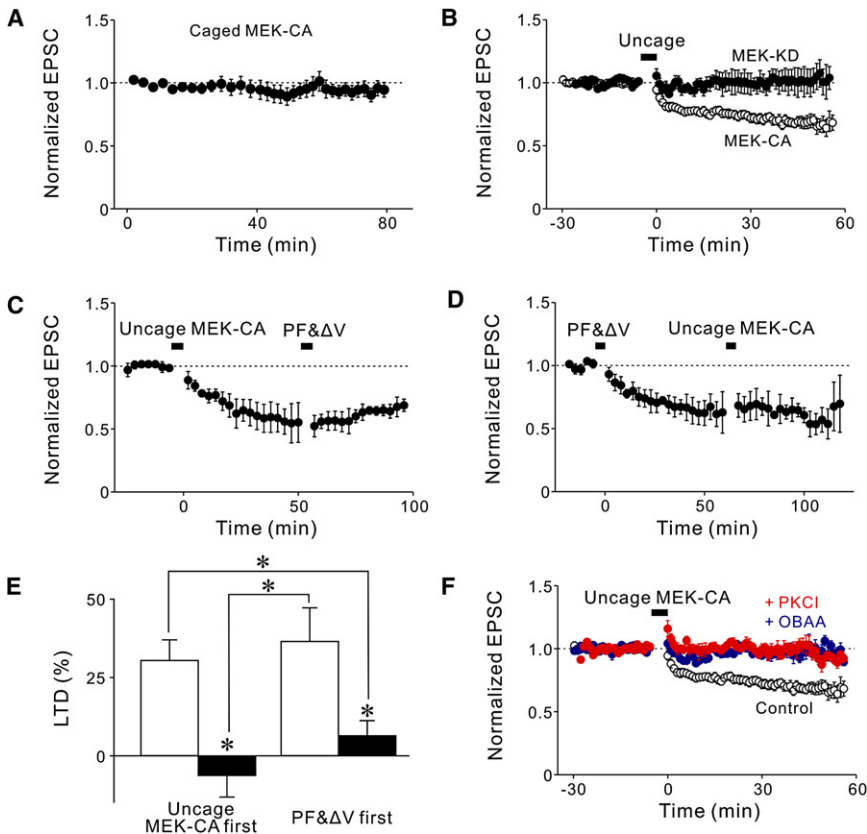 A
Normalized EPSC
1.5
1.0
0.5
0
Caged MEK-CA
0
40
80
Time (min)
B
Normalized EPSC
1.5
1.0
0.5
0
Uncage
MEK-KD
MEK-CA
-30
0
30
60
Time (min)
C
Normalized EPSC
1.5
1.0
0.5
0
Uncage MEK-CA
PF&ΔV
0
50
100
Time (min)
D
Normalized EPSC
1.5
1.0
0.5
0
PF&ΔV
Uncage MEK-CA
0
50
100
Time (min)
E
LTD (%)
50
25
0
*
*
*
*
Uncage
MEK-CA first
PF&ΔV first
F
Normalized EPSC
1.5
1.0
0.5
0
Uncage MEK-CA
+ PKCI
+ OBAA
Control
-30
0
30
60
Time (min)